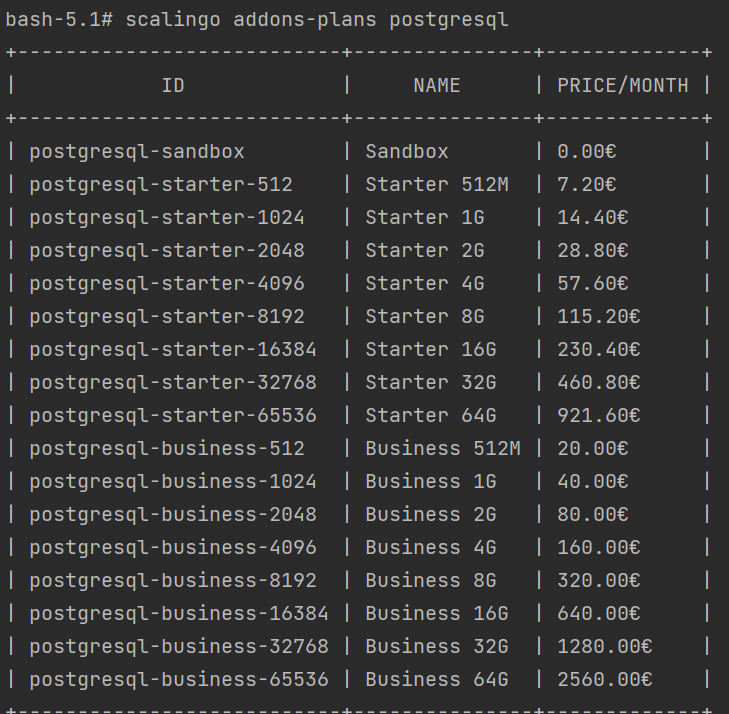 bash-5.1# scalingo addons-plans postgresql
+---------------------------+---------------+-------------+
|            ID             |     NAME      | PRICE/MONTH |
+---------------------------+---------------+-------------+
| postgresql-sandbox        | Sandbox       | 0.00€       |
| postgresql-starter-512    | Starter 512M  | 7.20€       |
| postgresql-starter-1024   | Starter 1G    | 14.40€      |
| postgresql-starter-2048   | Starter 2G    | 28.80€      |
| postgresql-starter-4096   | Starter 4G    | 57.60€      |
| postgresql-starter-8192   | Starter 8G    | 115.20€     |
| postgresql-starter-16384  | Starter 16G   | 230.40€     |
| postgresql-starter-32768  | Starter 32G   | 460.80€     |
| postgresql-starter-65536  | Starter 64G   | 921.60€     |
| postgresql-business-512   | Business 512M | 20.00€      |
| postgresql-business-1024  | Business 1G   | 40.00€      |
| postgresql-business-2048  | Business 2G   | 80.00€      |
| postgresql-business-4096  | Business 4G   | 160.00€     |
| postgresql-business-8192  | Business 8G   | 320.00€     |
| postgresql-business-16384 | Business 16G  | 640.00€     |
| postgresql-business-32768 | Business 32G  | 1280.00€    |
| postgresql-business-65536 | Business 64G  | 2560.00€    |
+---------------------------+---------------+-------------+